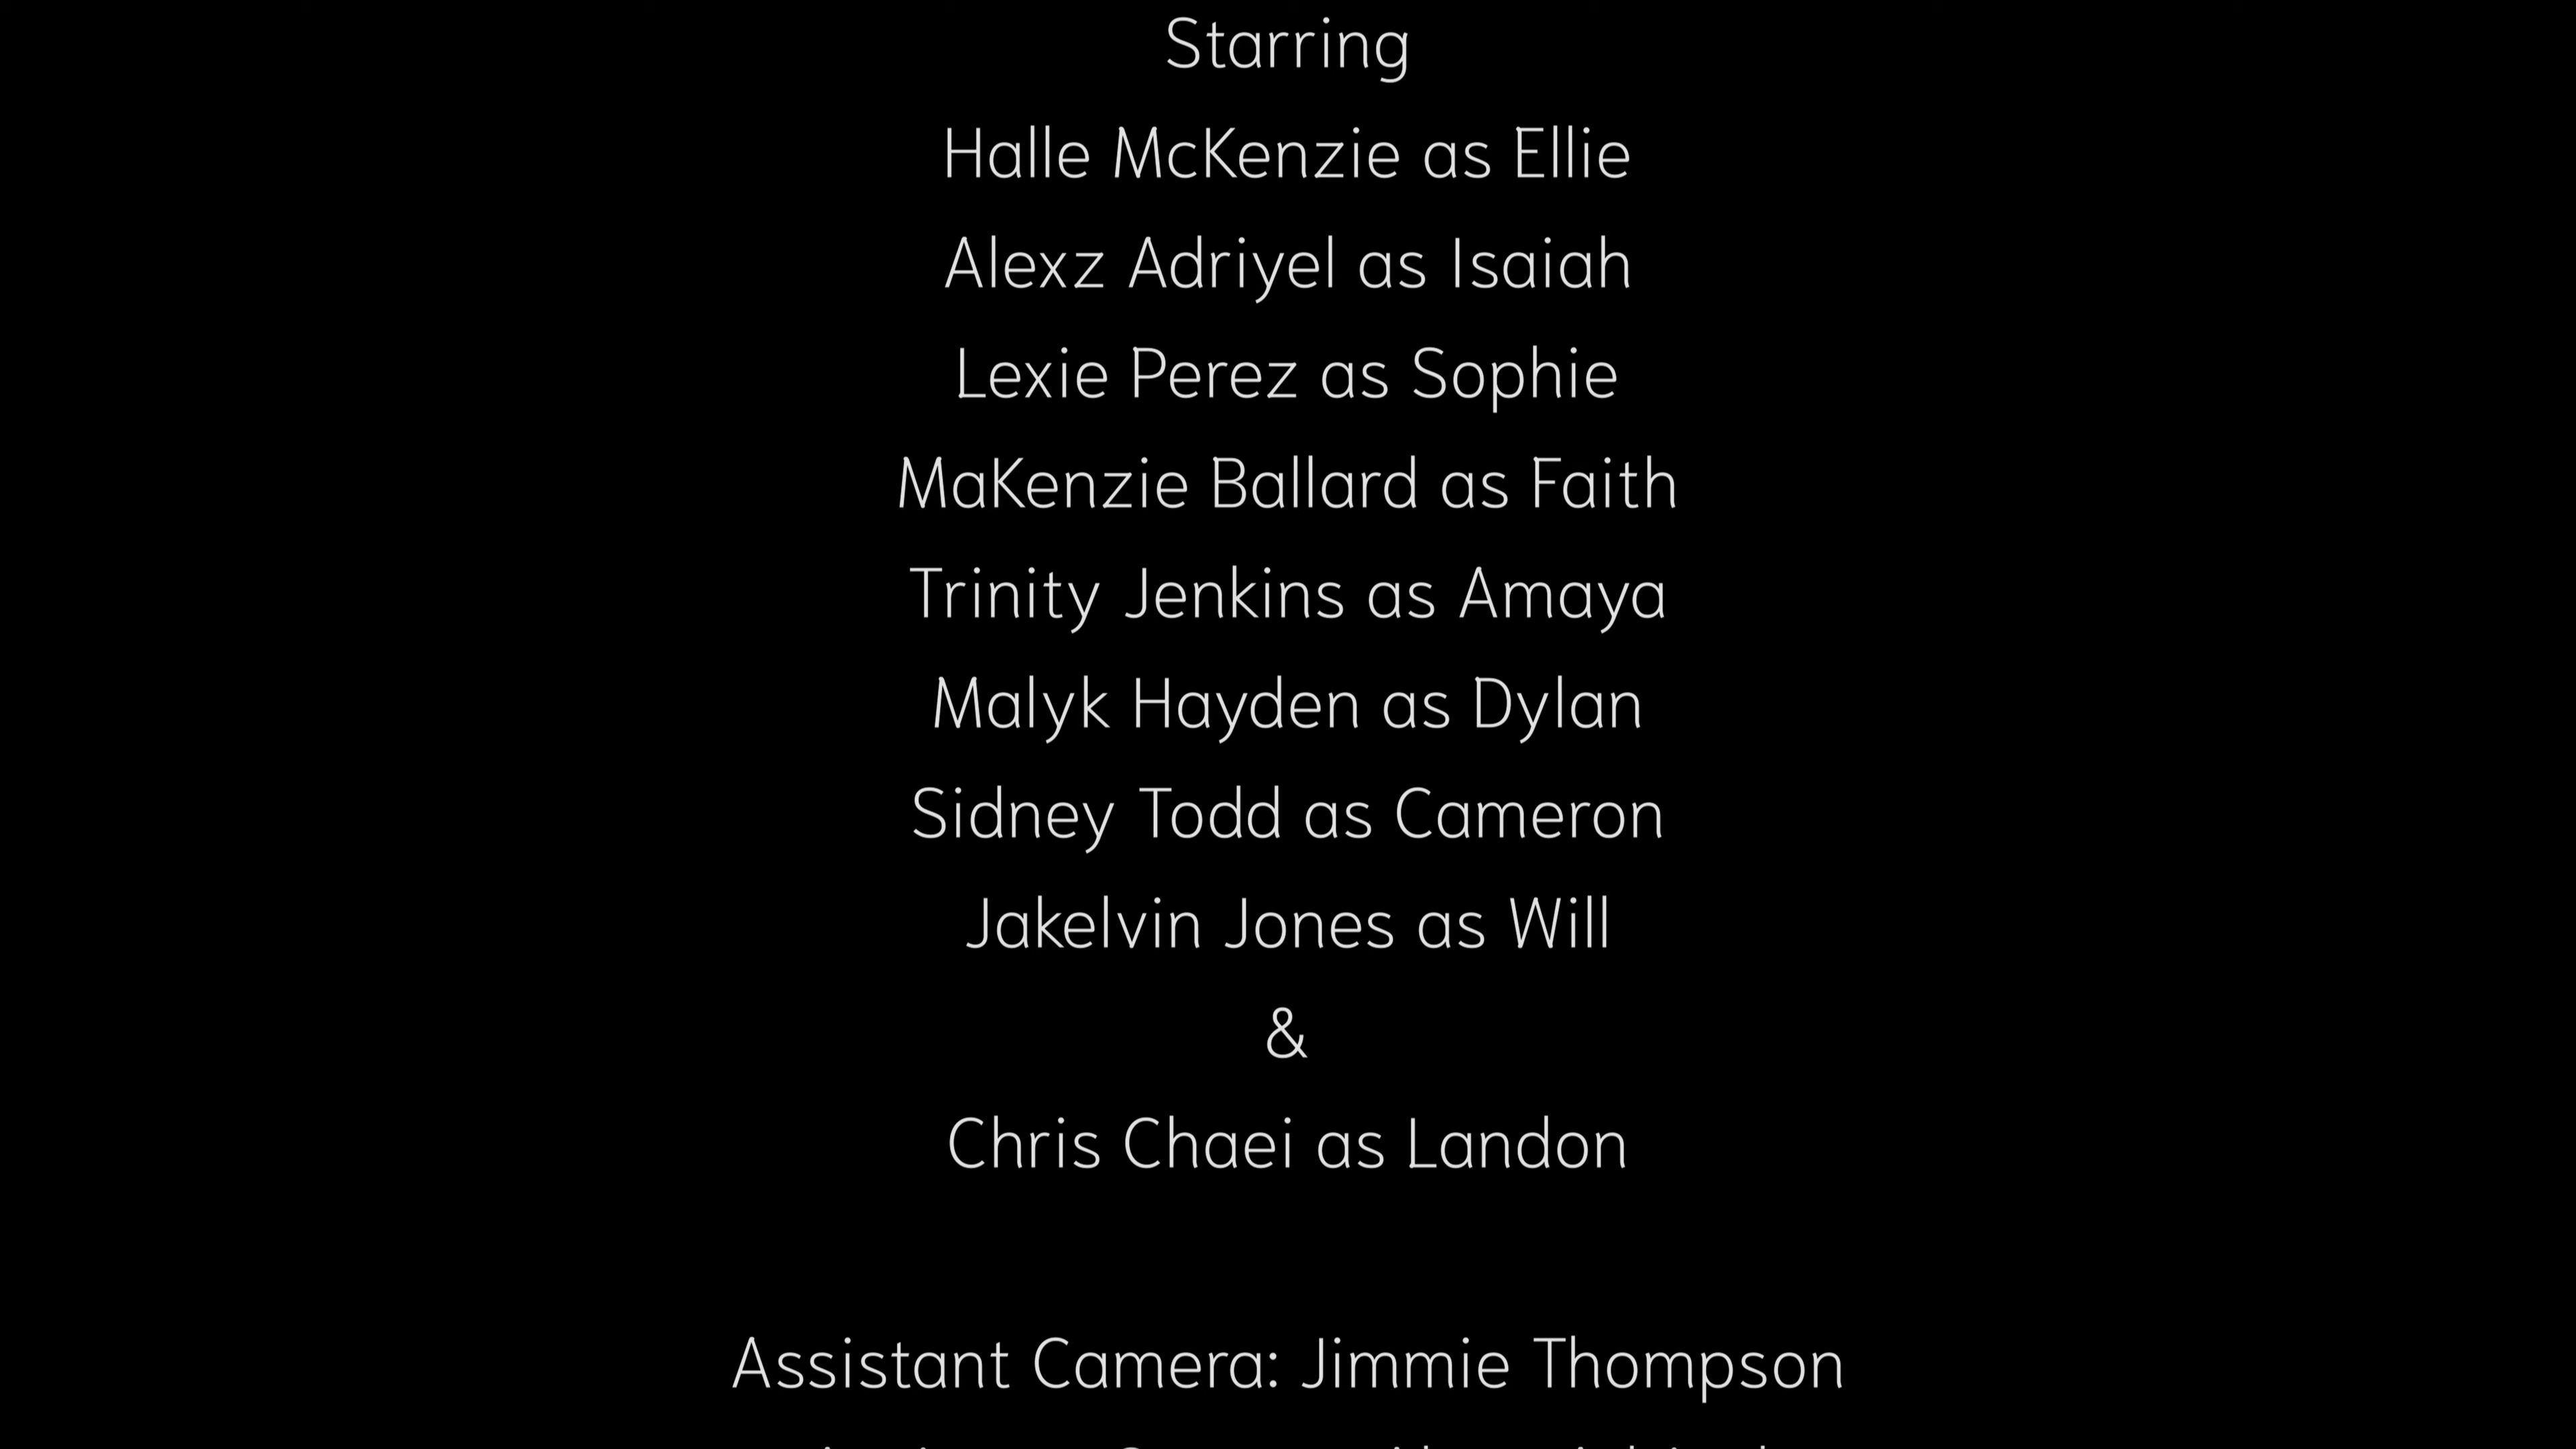 Starring
Halle McKenzie as Ellie
Alexz Adriyel as Isaiah
Lexie Perez as Sophie
MaKenzie Ballard as Faith
Trinity Jenkins as Amaya
Malyk Hayden as Dylan
Sidney Todd as Cameron
Jakelvin Jones as Will
&
Chris Chaei as Landon
Assistant Camera: Jimmie Thompson